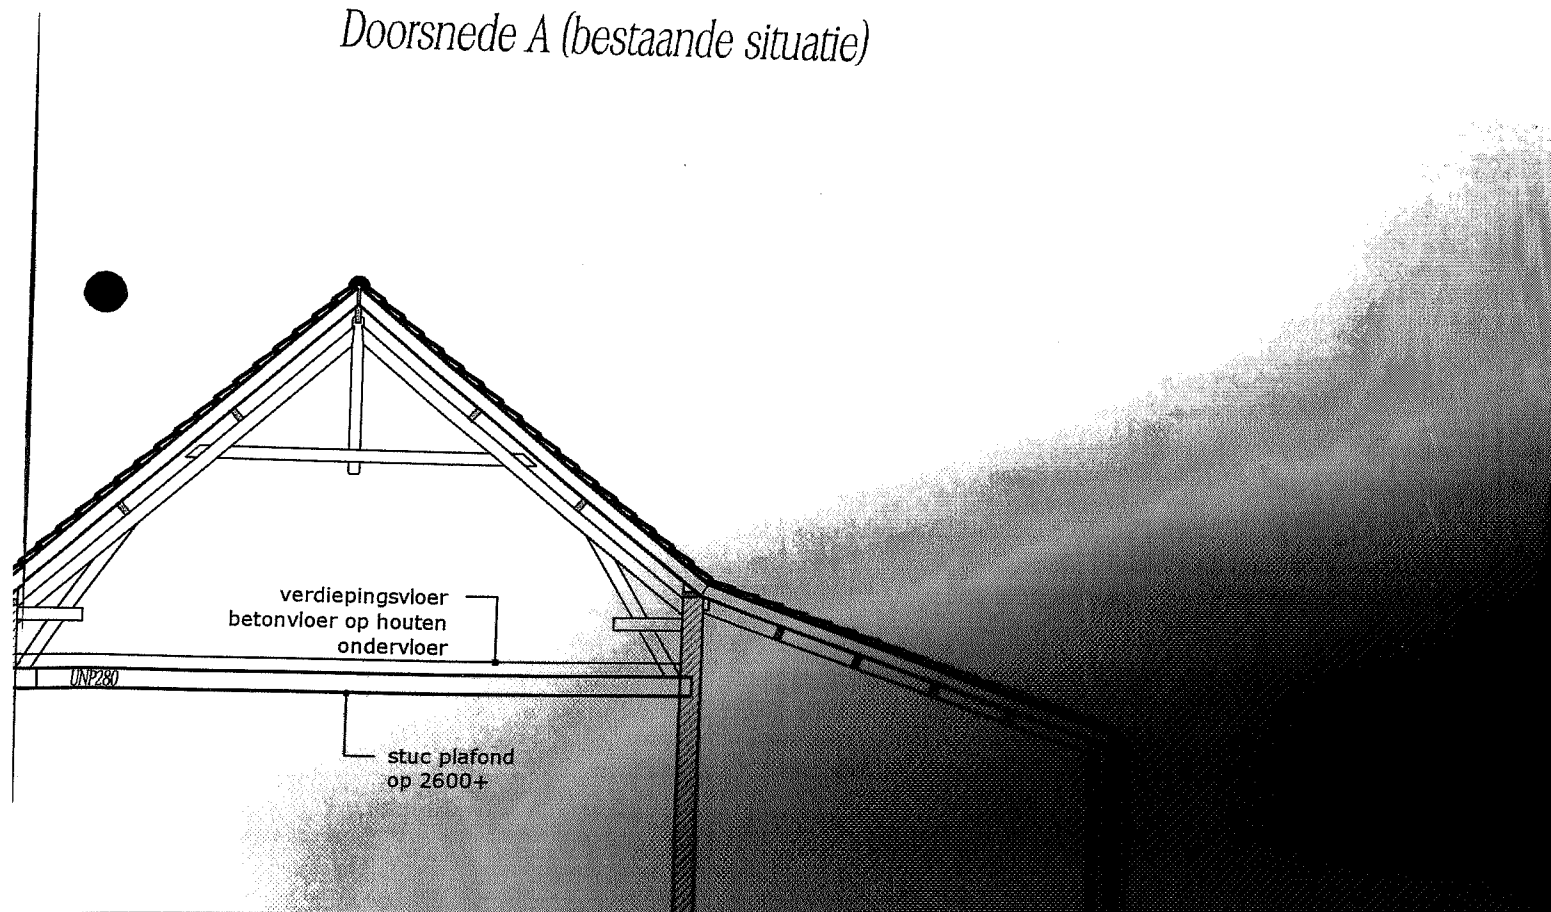 Doorsnede A (bestaande situatie)
verdiepingsvloer
betonvloer op houten
ondervloer
UNP280
stuc plafond
op 2600+